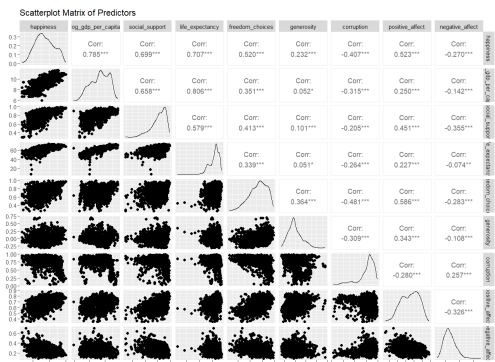 Scatterplot Matrix of Predictors
happiness og_gdp_per_capita social_support life_expectancy freedom_choices generosity corruption positive_affect negative_affect
Corr: Corr: Corr: Corr: Corr: Corr: Corr: Corr:
0.785*** 0.699*** 0.707*** 0.520*** 0.232*** -0.407*** 0.523*** -0.270***
happiness
Corr: Corr: Corr: Corr: Corr: Corr: Corr:
0.658*** 0.806*** 0.351*** 0.052* -0.315*** 0.250*** -0.142***
Corr: Corr: Corr: Corr: Corr: Corr:
0.579*** 0.413*** 0.101*** -0.205*** 0.451*** -0.355***
Corr: Corr: Corr: Corr: Corr:
0.339*** 0.051* -0.264*** 0.227*** -0.074**
Corr: Corr: Corr: Corr:
0.364*** -0.481*** 0.586*** -0.283***
Corr: Corr: Corr:
-0.309*** 0.343*** -0.108***
generosity
Corr: Corr:
-0.280*** 0.257***
corruption
Corr:
-0.326***